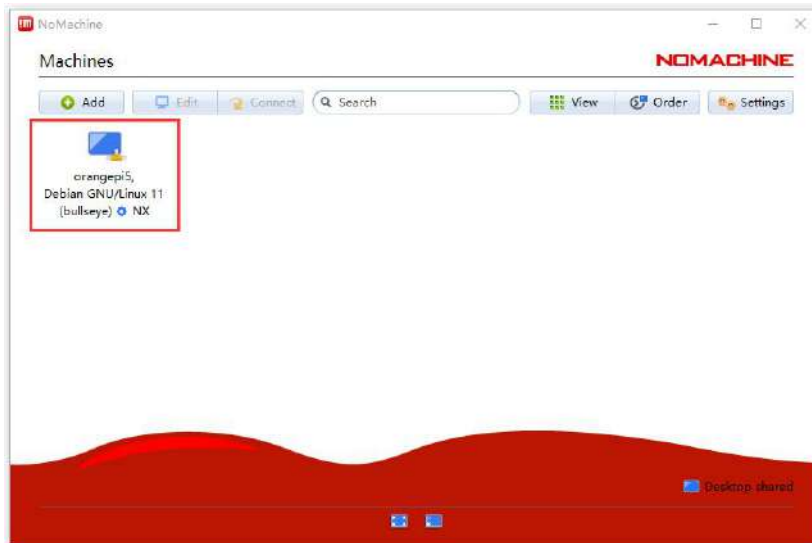 NoMachine
Machines
NOMACHINE
Add
Edit
Connect
Search
View
Order
Settings
orangepi5,
Debian GNU/Linux 11
(bullseye) NX
Desktop shared